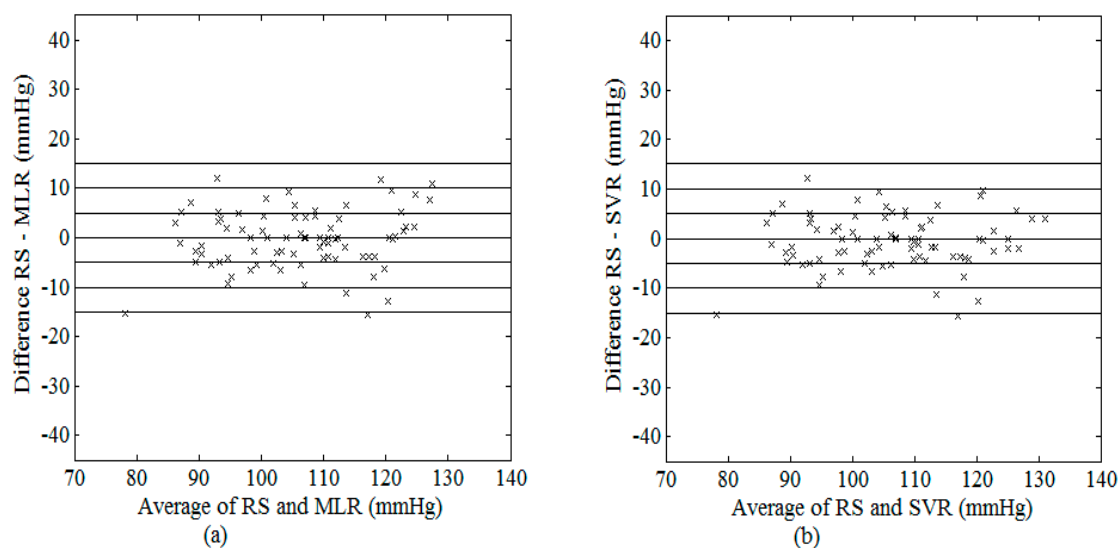 Difference RS - MLR (mmHg)
40
30
20
10
0
-10
-20
-30
-40
70 80 90 100 110 120 130 140
Average of RS and MLR (mmHg)
(a)
Difference RS - SVR (mmHg)
40
30
20
10
0
-10
-20
-30
-40
70 80 90 100 110 120 130 140
Average of RS and SVR (mmHg)
(b)